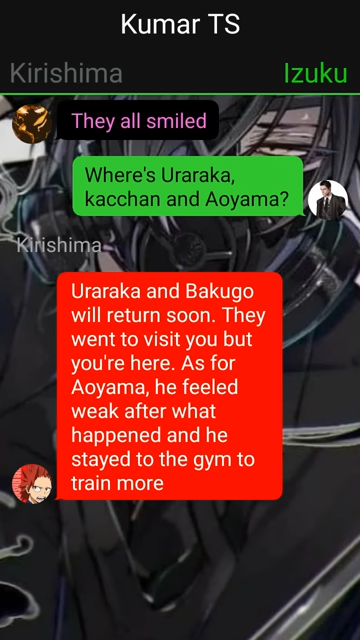 Kumar TS
Kirishima Izuku
They all smiled
Where's Uraraka,
kacchan and Aoyama?
Kirishima
Uraraka and Bakugo
will return soon. They
went to visit you but
you're here. As for
Aoyama, he feeled
weak after what
happened and he
stayed to the gym to
train more